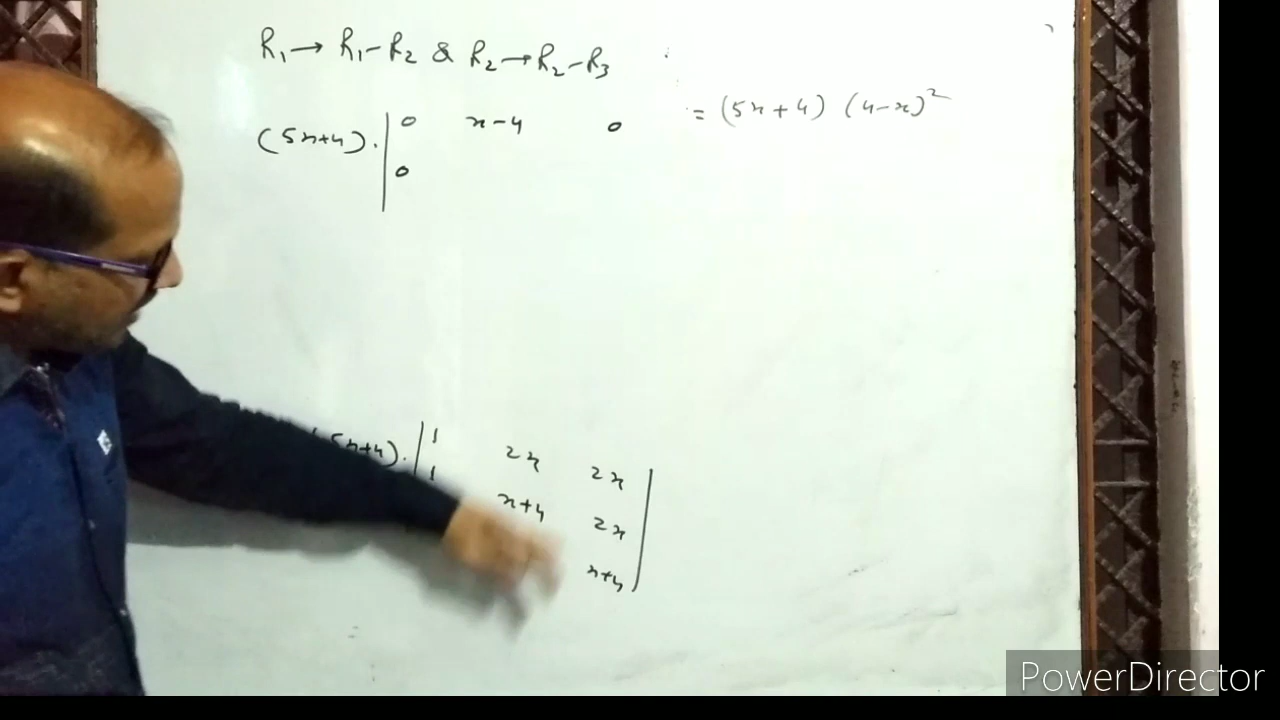 R₁→ R₁-R₂ & R₂→R₂-R₃
(5x+4). | 0 x-4 0
0
= (5x+4) (4-x)²
(5x+4). | 1 2x 2x |
1 x+4 2x
x+4
PowerDirector